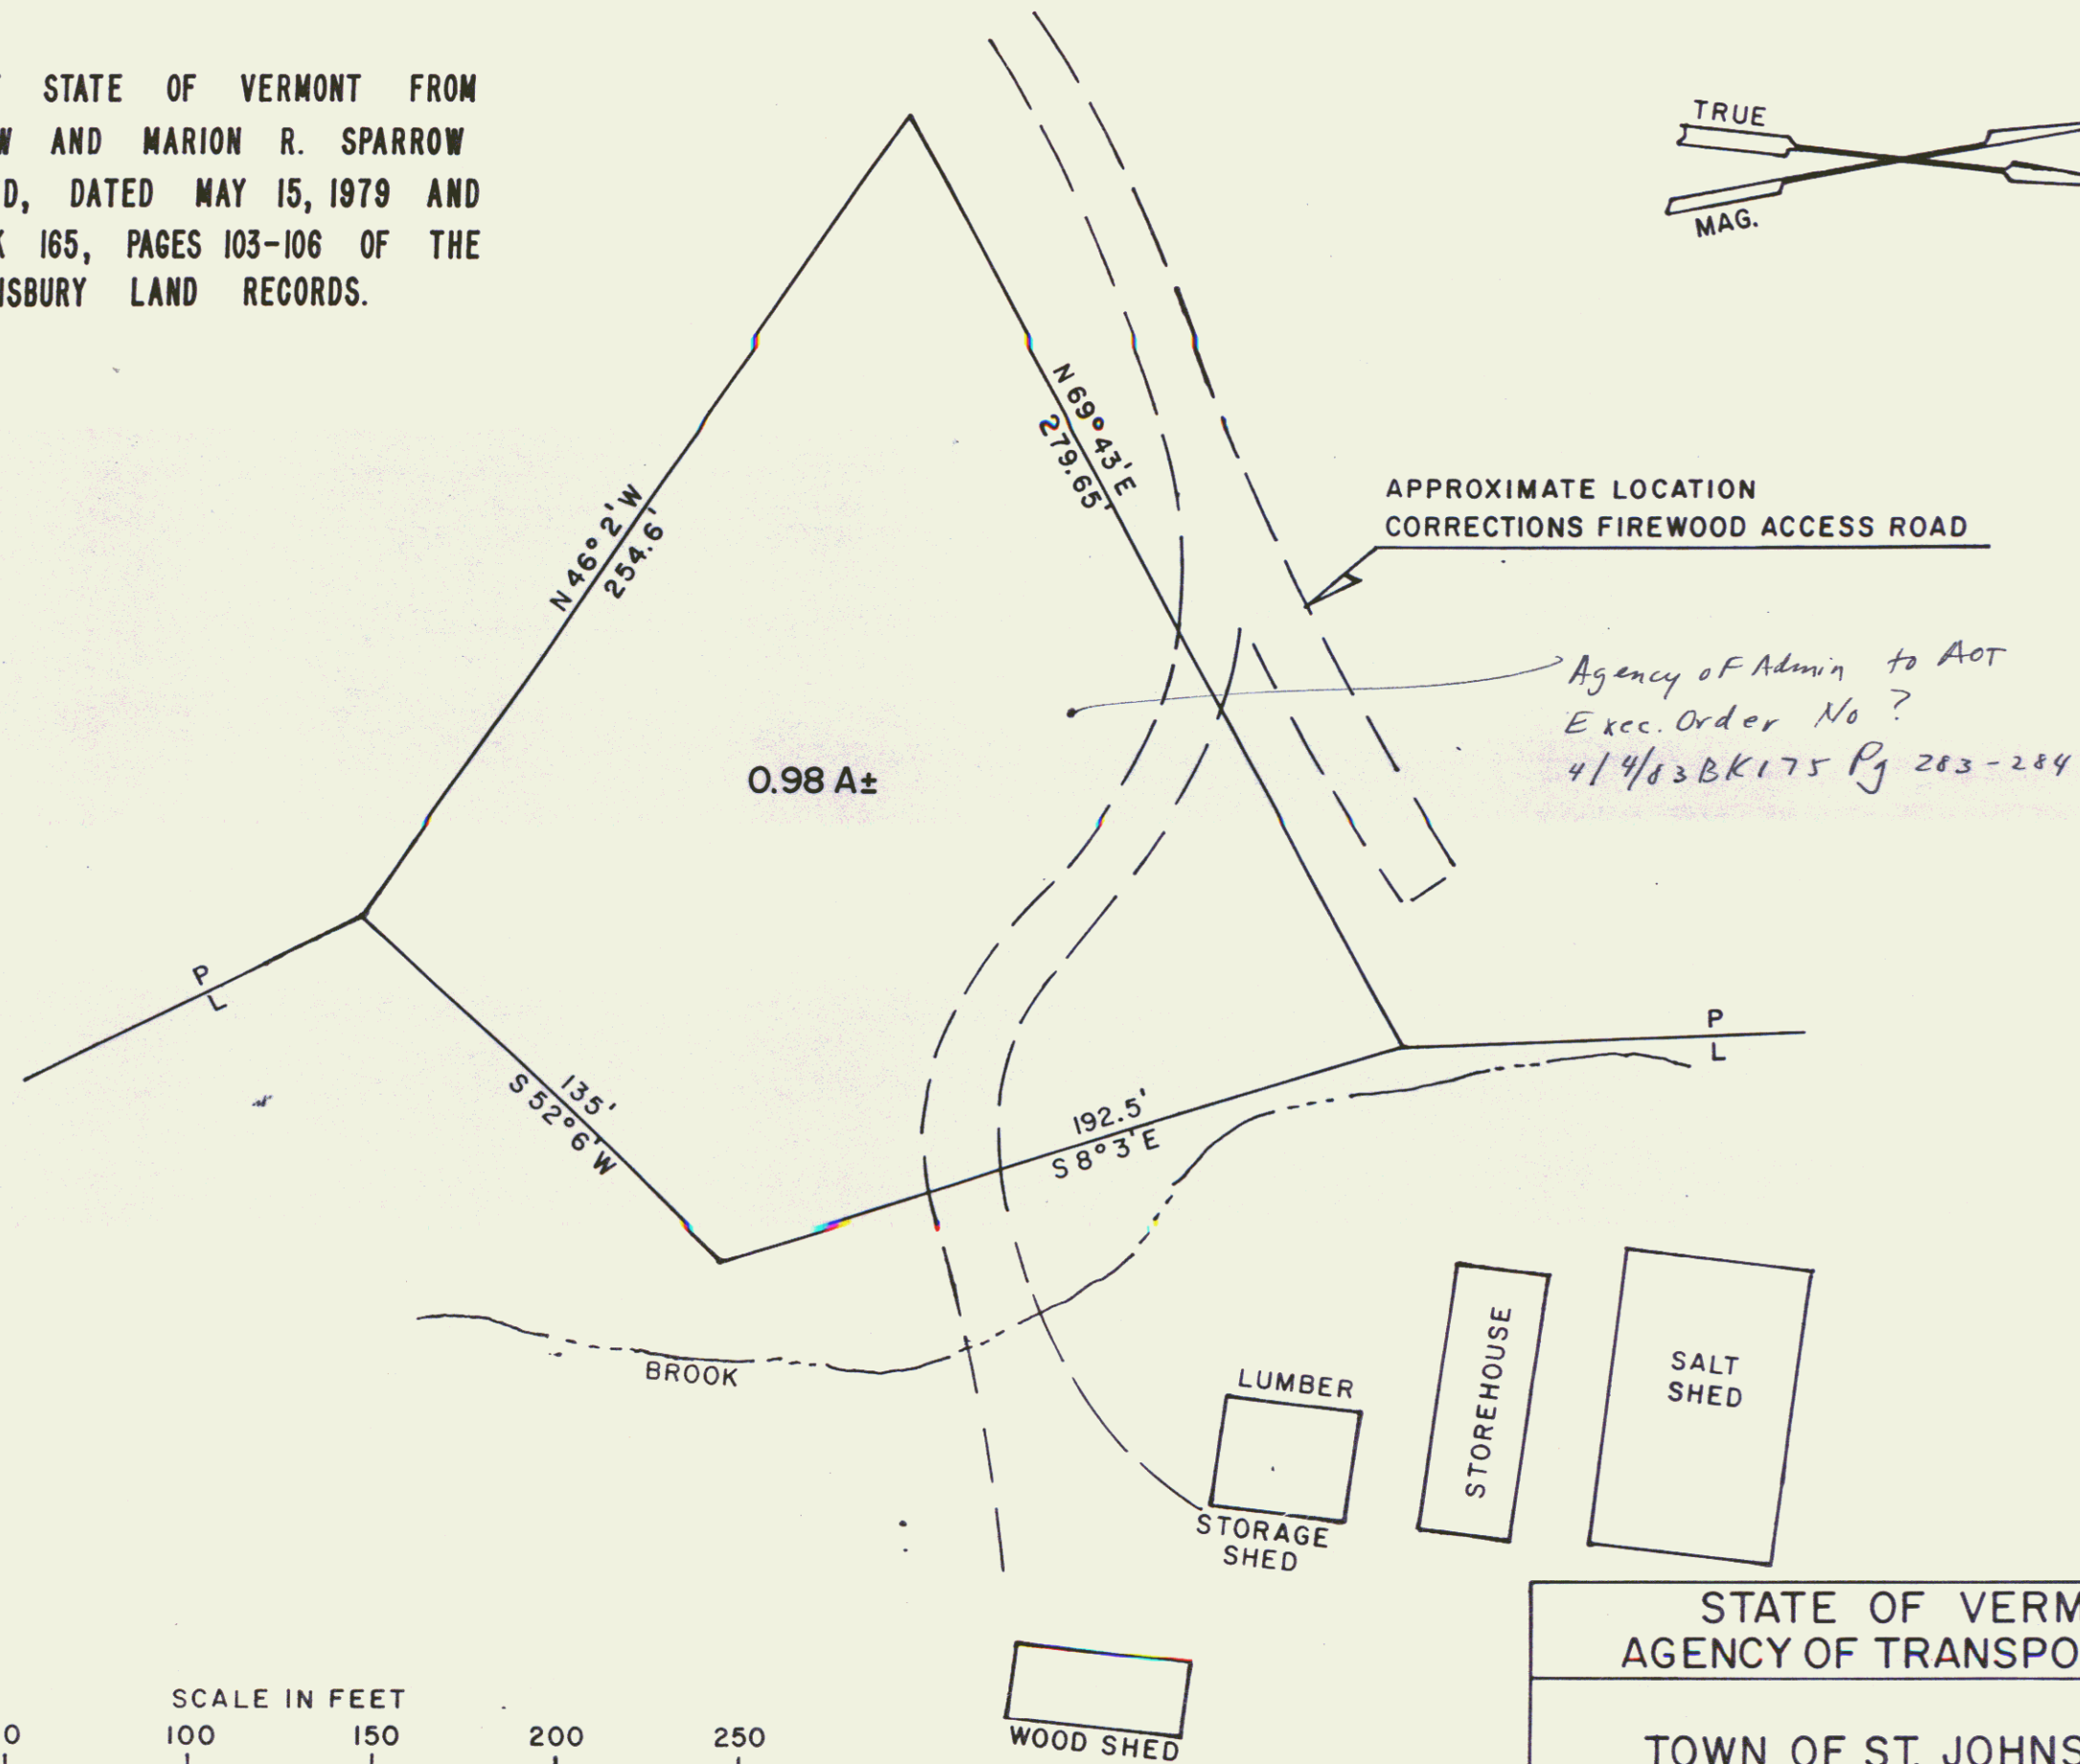 STATE OF VERMONT FROM
AND MARION R. SPARROW
D, DATED MAY 15, 1979 AND
K 165, PAGES 103-106 OF THE
ISBURY LAND RECORDS.
TRUE
MAG.
N 69° 43' E
279.65'
N 46° 2' W
254.6'
APPROXIMATE LOCATION
CORRECTIONS FIREWOOD ACCESS ROAD
Agency of Admin to AOT
Exec. Order No ?
4/4/83 BK 175 Pg 283-284
0.98 A±
P
L
P
L
135'
S 52° 6' W
192.5'
S 8° 3' E
BROOK
LUMBER
STORAGE
SHED
STOREHOUSE
SALT
SHED
WOOD SHED
SCALE IN FEET
0 100 150 200 250
STATE OF VERM
AGENCY OF TRANSPO
TOWN OF ST. JOHNS